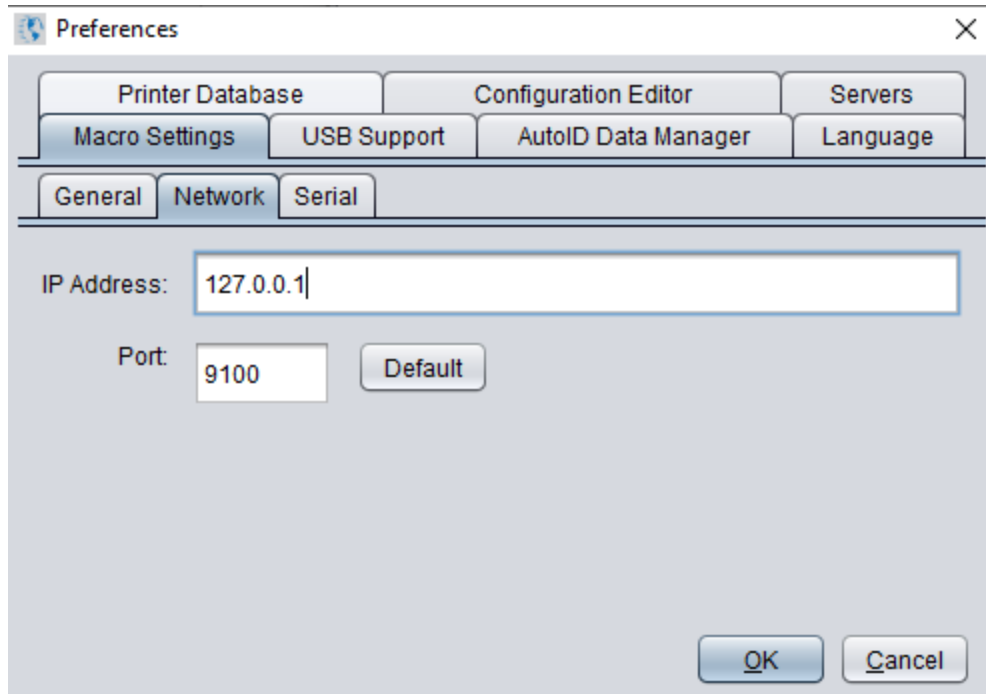 Preferences
Printer Database Configuration Editor Servers
Macro Settings USB Support AutoID Data Manager Language
General Network Serial
IP Address: 127.0.0.1
Port: 9100 Default
OK Cancel